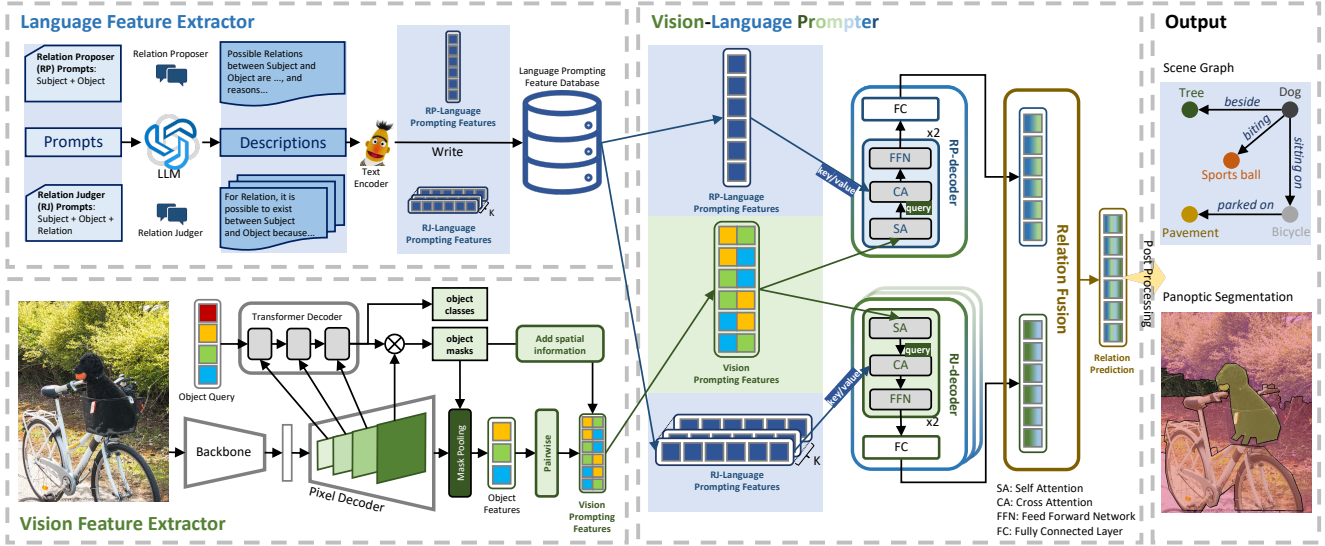 Language Feature Extractor
Relation Proposer
(RP) Prompts:
Subject + Object
Relation Proposer
Possible Relations
between Subject and
Object are ..., and
reasons...
Prompts
LLM
Descriptions
Text
Encoder
Relation Judger
(RJ) Prompts:
Subject + Object +
Relation
Relation Judger
For Relation, it is
possible to exist
between Subject
and Object because...
RP-Language
Prompting Features
Write
K
RJ-Language
Prompting Features
Language Prompting
Feature Database
Vision Feature Extractor
Object Query
Transformer Decoder
object
classes
object
masks
Add spatial
information
Backbone
Pixel Decoder
Mask Pooling
Object
Features
Pairwise
Vision
Prompting
Features
Vision-Language Prompter
RP-Language
Prompting Features
Vision
Prompting Features
K
RJ-Language
Prompting Features
key/value
FC
x2
FFN
CA
query
SA
RP-decoder
key/value
SA
query
CA
FFN
x2
FC
RJ-decoder
Relation Fusion
Relation
Prediction
Post Processing
SA: Self Attention
CA: Cross Attention
FFN: Feed Forward Network
FC: Fully Connected Layer
Output
Scene Graph
Tree
Dog
beside
biting
sitting on
Sports ball
parked on
Pavement
Bicycle
Panoptic Segmentation